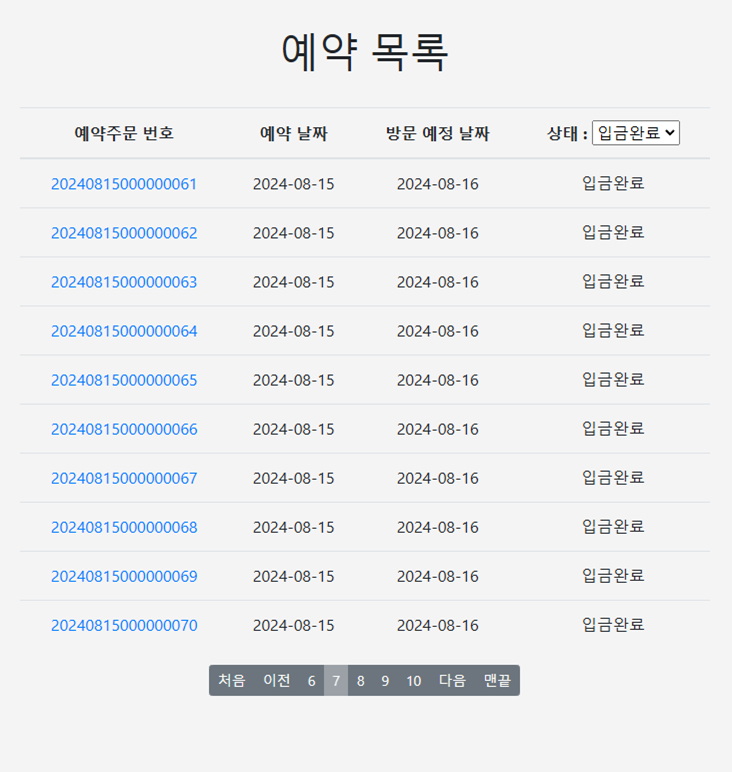 예약 목록
예약주문 번호 예약 날짜 방문 예정 날짜 상태 : 입금완료
20240815000000061 2024-08-15 2024-08-16 입금완료
20240815000000062 2024-08-15 2024-08-16 입금완료
20240815000000063 2024-08-15 2024-08-16 입금완료
20240815000000064 2024-08-15 2024-08-16 입금완료
20240815000000065 2024-08-15 2024-08-16 입금완료
20240815000000066 2024-08-15 2024-08-16 입금완료
20240815000000067 2024-08-15 2024-08-16 입금완료
20240815000000068 2024-08-15 2024-08-16 입금완료
20240815000000069 2024-08-15 2024-08-16 입금완료
20240815000000070 2024-08-15 2024-08-16 입금완료
처음 이전 6 7 8 9 10 다음 맨끝